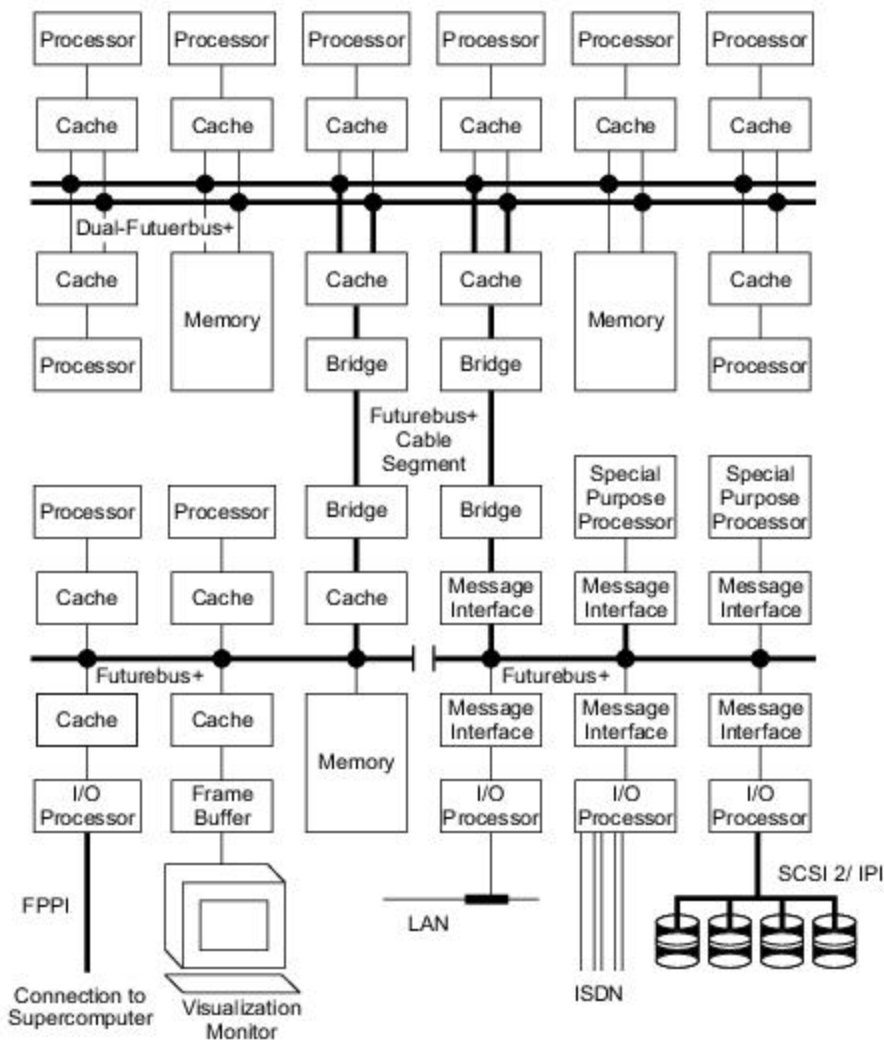 Processor Processor Processor Processor Processor Processor
Cache Cache Cache Cache Cache Cache
Dual-Futuerbus+
Cache Memory Cache Cache Memory Cache
Processor Bridge Bridge Processor
Futurebus+
Cable
Segment
Processor Processor Bridge Bridge
Special
Purpose
Processor
Special
Purpose
Processor
Cache Cache Cache
Message
Interface
Message
Interface
Message
Interface
Futurebus+ Futurebus+
Cache Cache Memory
Message
Interface
Message
Interface
Message
Interface
I/O
Processor
Frame
Buffer
I/O
Processor
I/O
Processor
I/O
Processor
FPPI
LAN
SCSI 2/ IPI
Connection to
Supercomputer
Visualization
Monitor
ISDN